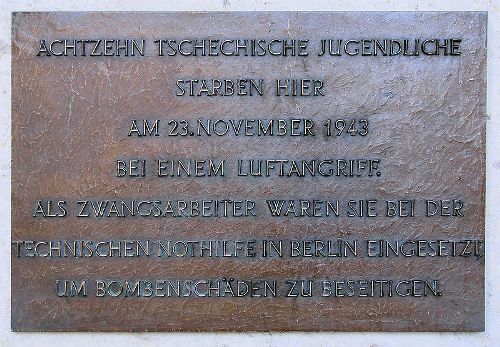 ACHTZEHN TSCHECHISCHE JUGENDLICHE
STARBEN HIER
AM 23. NOVEMBER 1943
BEI EINEM LUFTANGRIFF.
ALS ZWANGSARBEITER WAREN SIE BEI DER
TECHNISCHEN NOTHILFE IN BERLIN EINGESETZT,
UM BOMBENSCHÄDEN ZU BESEITIGEN.